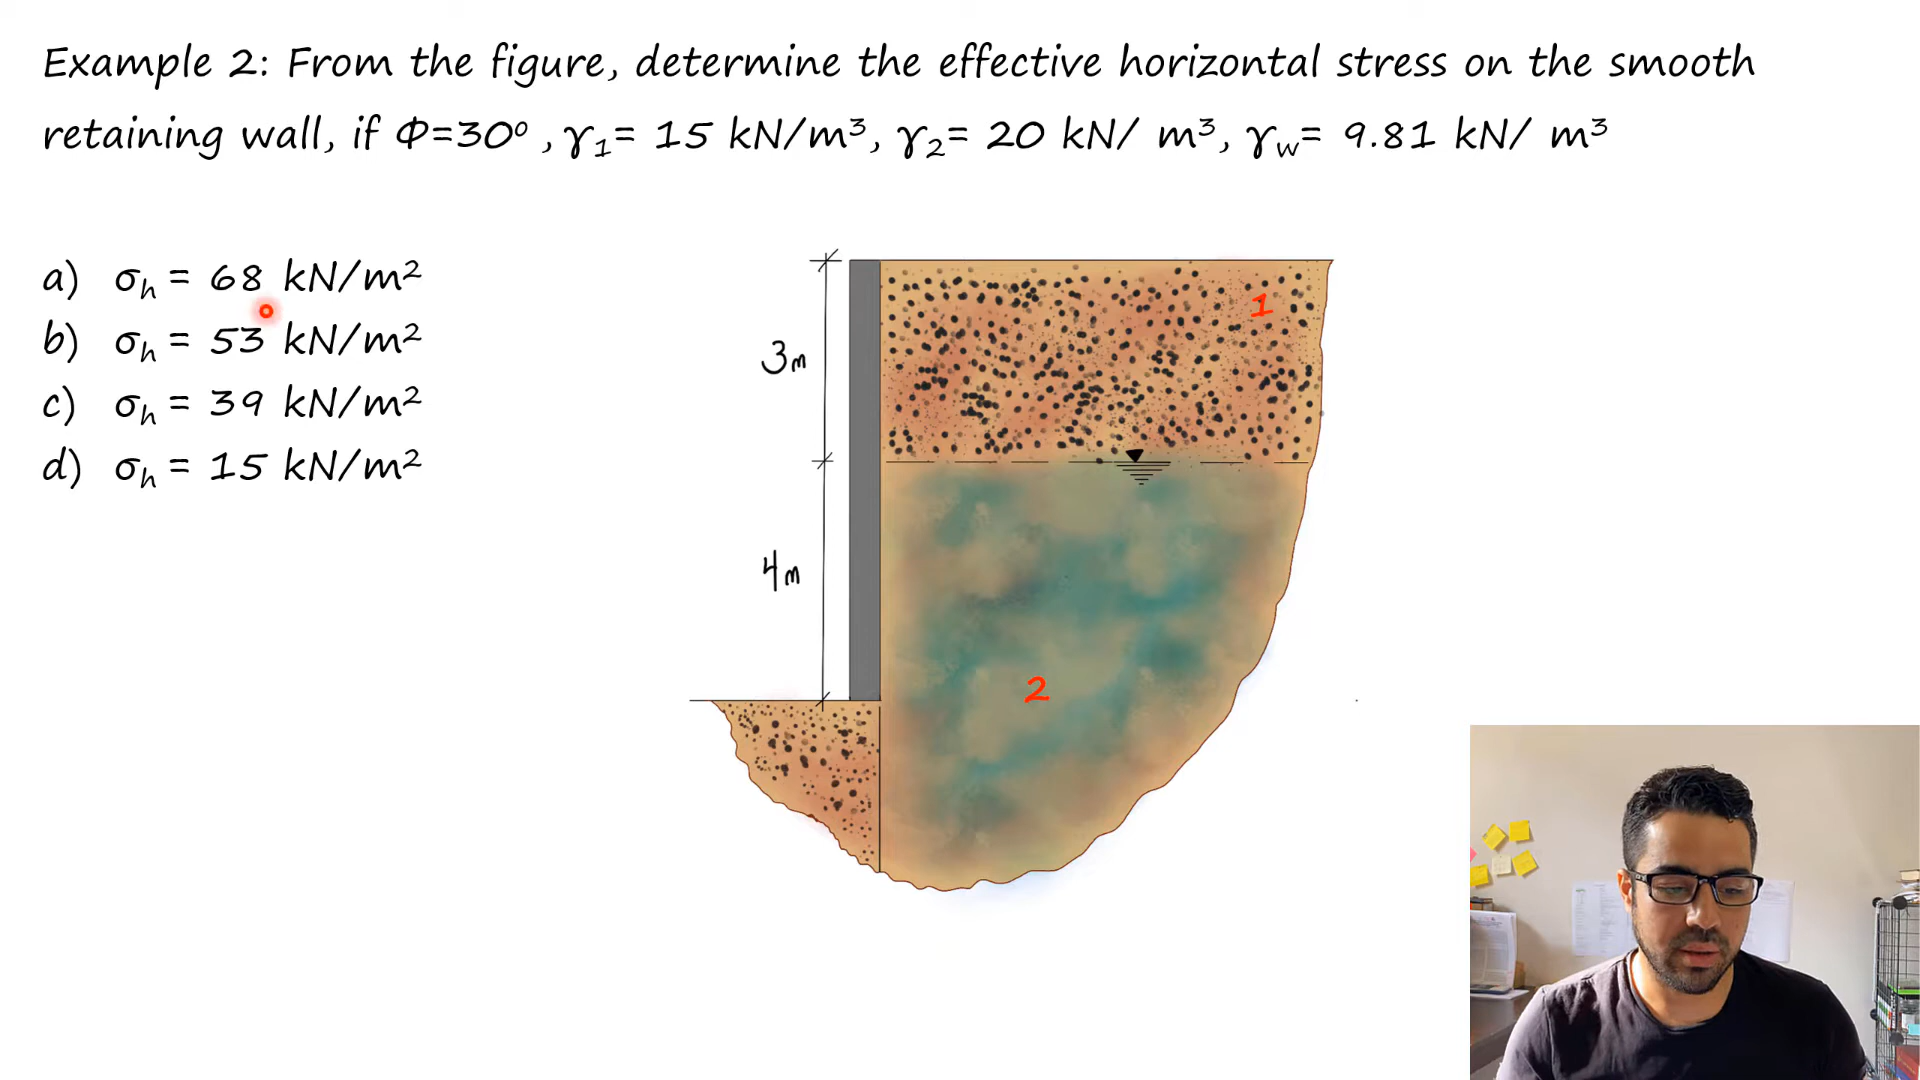 Example 2: From the figure, determine the effective horizontal stress on the smooth
retaining wall, if Φ=30⁰ , γ₁= 15 kN/m³, γ₂= 20 kN/ m³, γw= 9.81 kN/ m³
a) σh = 68 kN/m²
b) σh = 53 kN/m²
c) σh = 39 kN/m²
d) σh = 15 kN/m²
1
3m
4m
2